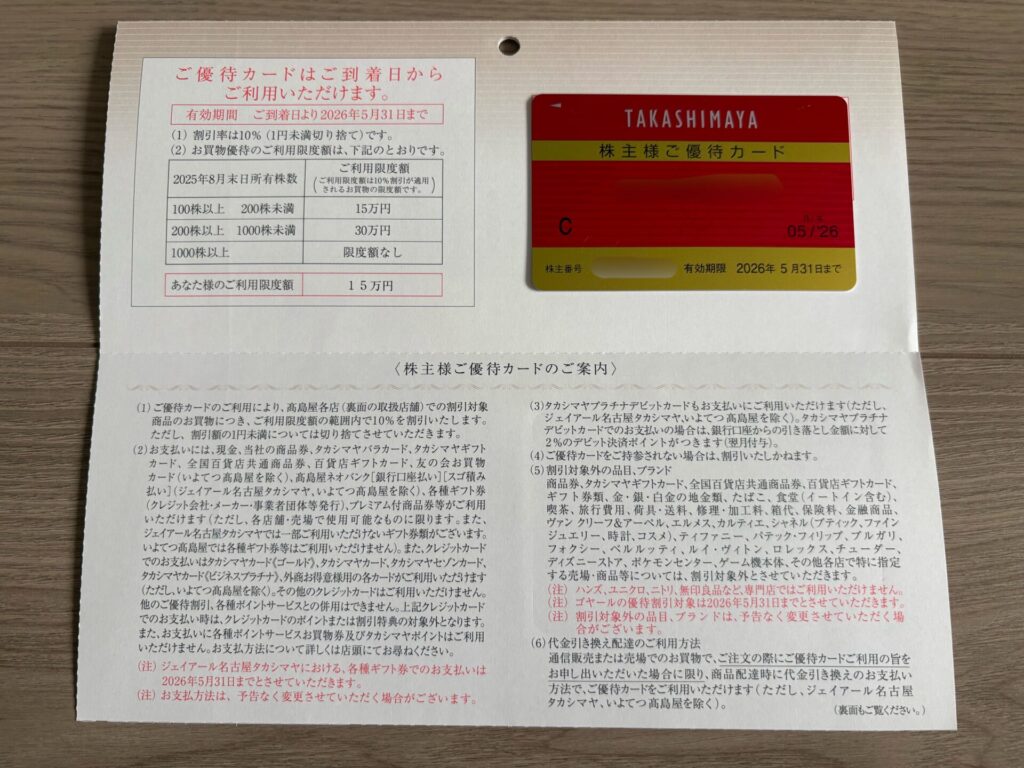 ご優待カードはご到着日から
ご利用いただけます。
有効期間 ご到着日より2026年5月31日まで
(1) 割引率は10%(1円未満切り捨て)です。
(2) お買物優待のご利用限度額は、下記のとおりです。
2025年8月末日所有株数
ご利用限度額
(ご利用限度額は10%割引が適用
されるお買物の限度額です。)
100株以上 200株未満 15万円
200株以上 1000株未満 30万円
1000株以上 限度額なし
あなた様のご利用限度額 15万円
TAKASHIMAYA
株主様ご優待カード
C
05/'26
株主番号 有効期限 2026年 5月31日まで
〈株主様ご優待カードのご案内〉
(1)ご優待カードのご利用により、髙島屋各店(裏面の取扱店舗)での割引対象
商品のお買物につき、ご利用限度額の範囲内で10%を割引いたします。
ただし、割引額の1円未満については切り捨てさせていただきます。
(2)お支払いには、現金、当社の商品券、タカシマヤバラカード、タカシマヤギフト
カード、全国百貨店共通商品券、百貨店ギフトカード、友の会お買物
カード(いよてつ髙島屋を除く)、髙島屋ネオバンク[銀行口座払い][スゴ積み
払い](ジェイアール名古屋タカシマヤ、いよてつ髙島屋を除く)、各種ギフト券
(クレジット会社・メーカー・事業者団体等発行)、プレミアム付商品券等がご利用
いただけます(ただし、各店舗・売場で使用可能なものに限ります。また、
ジェイアール名古屋タカシマヤでは一部ご利用いただけないギフト券類がございます。
いよてつ髙島屋では各種ギフト券等はご利用いただけません)。また、クレジットカード
でのお支払いはタカシマヤカード《ゴールド》、タカシマヤカード、タカシマヤセゾンカード、
タカシマヤカード《ビジネスプラチナ》、外商お得意様用の各カードがご利用いただけます
(ただし、いよてつ髙島屋を除く)。その他のクレジットカードはご利用いただけません。
他のご優待割引、各種ポイントサービスとの併用はできません。上記クレジットカード
でのお支払い時は、クレジットカードのポイントまたは割引特典の対象外となります。
また、お支払いに各種ポイントサービスお買物券及びタカシマヤポイントはご利用
いただけません。お支払方法について詳しくは店頭にてお尋ねください。
(注) ジェイアール名古屋タカシマヤにおける、各種ギフト券でのお支払いは
2026年5月31日までとさせていただきます。
(注) お支払方法は、予告なく変更させていただく場合がございます。
(3)タカシマヤプラチナデビットカードもお支払いにご利用いただけます(ただし、
ジェイアール名古屋タカシマヤ、いよてつ髙島屋を除く)。タカシマヤプラチナ
デビットカードでのお支払いの場合は、銀行口座からの引き落とし金額に対して
2%のデビット決済ポイントがつきます(翌月付与)。
(4)ご優待カードをご持参されない場合は、割引いたしかねます。
(5)割引対象外の品目、ブランド
商品券、タカシマヤギフトカード、全国百貨店共通商品券、百貨店ギフトカード、
ギフト券類、金・銀・白金の地金類、たばこ、食堂(イートイン含む)、
喫茶、旅行費用、荷具・送料、修理・加工料、箱代、保険料、金融商品、
ヴァン クリーフ&アーペル、エルメス、カルティエ、シャネル(ブティック、ファイン
ジュエリー、時計、コスメ)、ティファニー、パテック・フィリップ、ブルガリ、
フォクシー、ベルルッティ、ルイ・ヴィトン、ロレックス、チューダー、
ディズニーストア、ポケモンセンター、ゲーム機本体、その他各店で特に指定
する売場・商品等については、割引対象外とさせていただきます。
(注) ハンズ、ユニクロ、ニトリ、無印良品など、専門店ではご利用いただけません。
(注) ゴヤールの優待割引対象は2026年5月31日までとさせていただきます。
(注) 割引対象外の品目、ブランドは、予告なく変更させていただく場
合がございます。
(6)代金引き換え配達のご利用方法
通信販売または売場でのお買物で、ご注文の際にご優待カードご利用の旨を
お申し出いただいた場合に限り、商品配達時に代金引き換えのお支払い
方法で、ご優待カードをご利用いただけます(ただし、ジェイアール名古屋
タカシマヤ、いよてつ髙島屋を除く)。
(裏面もご覧ください。)